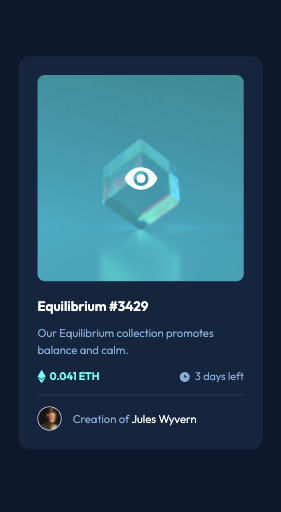 Equilibrium #3429
Our Equilibrium collection promotes
balance and calm.
0.041 ETH
3 days left
Creation of Jules Wyvern